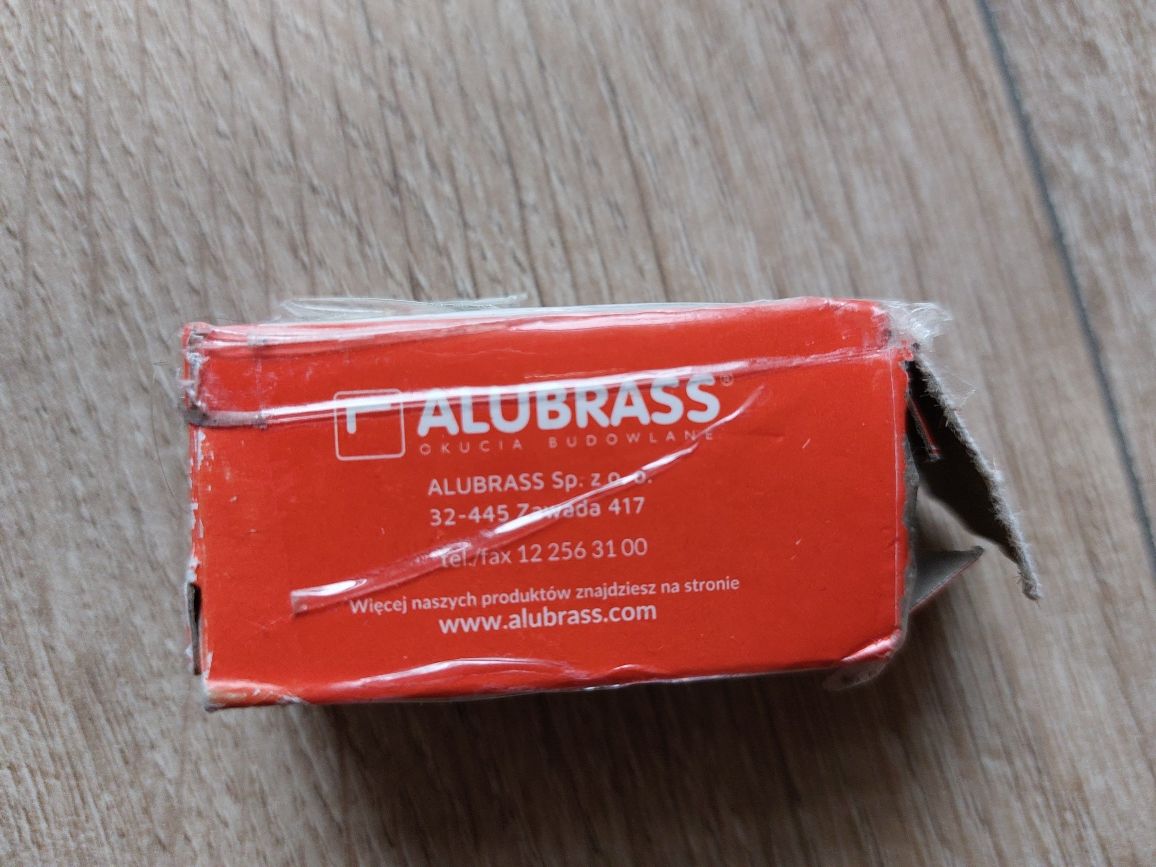 ALUBRASS®
OKUCIA BUDOWLANE
ALUBRASS Sp. z o. o.
32-445 Zawada 417
tel./fax 12 256 31 00
Więcej naszych produktów znajdziesz na stronie
www.alubrass.com